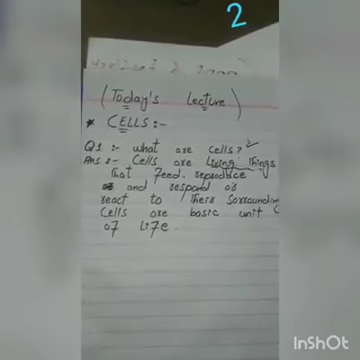 2
(Today's Lecture)
* CELLS:-
Q1:- what are cells?
Ans:- Cells are Living Things
That feed, reproduce
and respond or
react to Their Sorrounding
Cells are basic unit
of Life.
InShOt